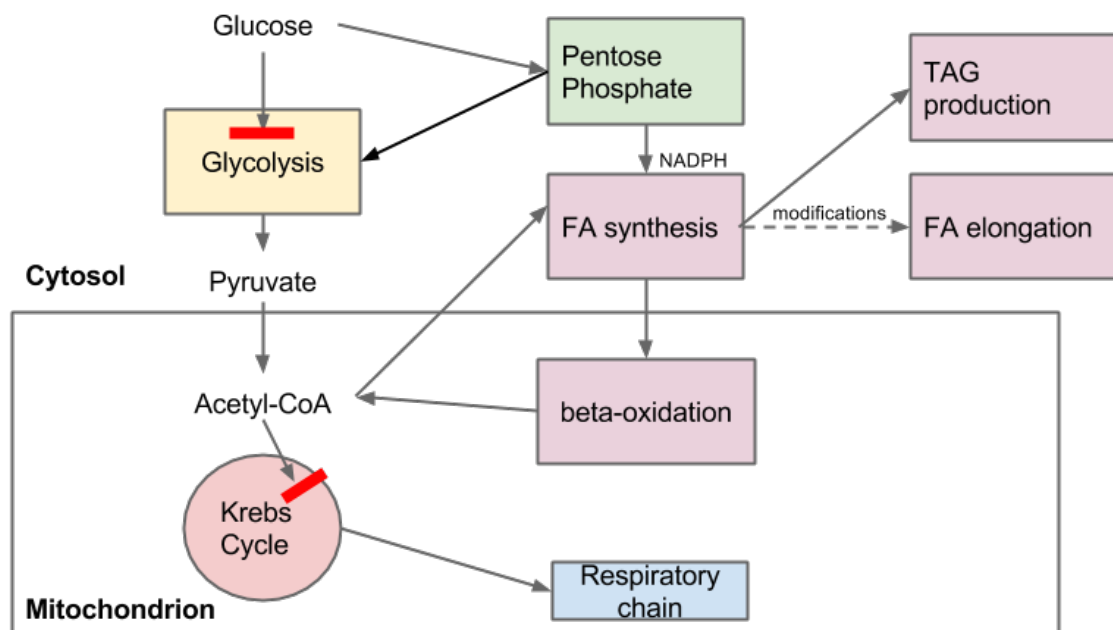 Glucose
Pentose
Phosphate
TAG
production
Glycolysis
NADPH
FA synthesis
modifications
FA elongation
Cytosol
Pyruvate
Acetyl-CoA
beta-oxidation
Krebs
Cycle
Respiratory
chain
Mitochondrion